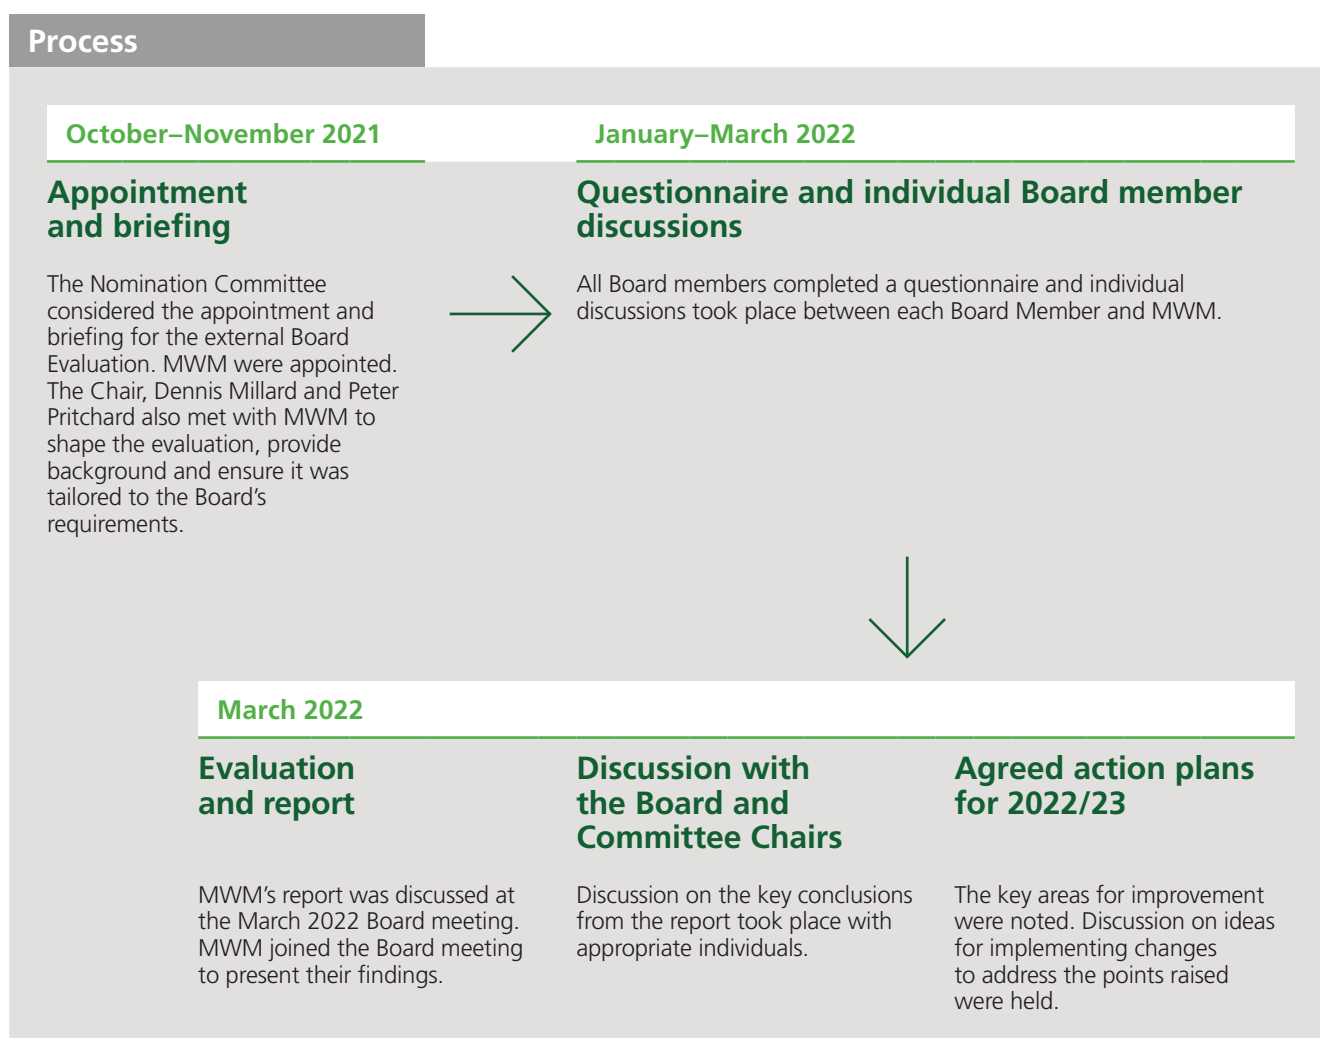 Process
October–November 2021
Appointment
and briefing
The Nomination Committee
considered the appointment and
briefing for the external Board
Evaluation. MWM were appointed.
The Chair, Dennis Millard and Peter
Pritchard also met with MWM to
shape the evaluation, provide
background and ensure it was
tailored to the Board’s
requirements.
January–March 2022
Questionnaire and individual Board member
discussions
All Board members completed a questionnaire and individual
discussions took place between each Board Member and MWM.
March 2022
Evaluation
and report
MWM’s report was discussed at
the March 2022 Board meeting.
MWM joined the Board meeting
to present their findings.
Discussion with
the Board and
Committee Chairs
Discussion on the key conclusions
from the report took place with
appropriate individuals.
Agreed action plans
for 2022/23
The key areas for improvement
were noted. Discussion on ideas
for implementing changes
to address the points raised
were held.